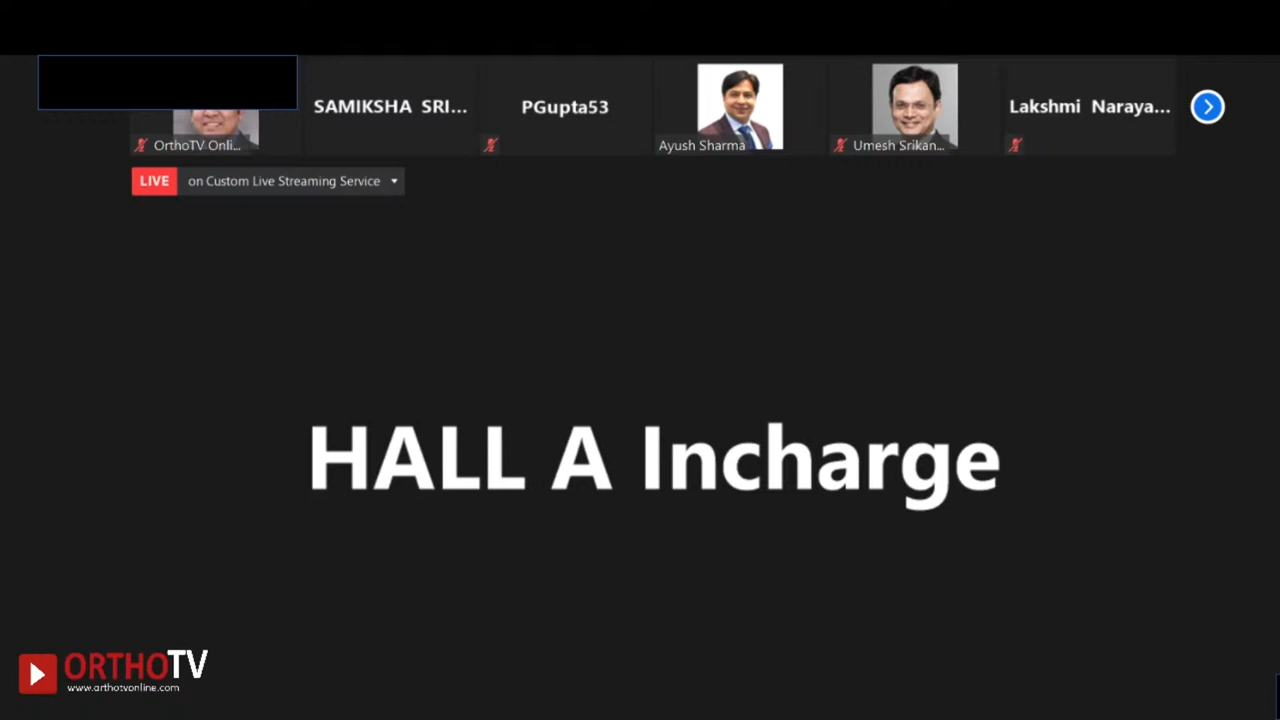 SAMIKSHA SRI...
PGupta53
Lakshmi Naraya...
OrthoTV Onli...
Ayush Sharma
Umesh Srikan...
LIVE on Custom Live Streaming Service
HALL A Incharge
ORTHOTV
www.orthotvonline.com